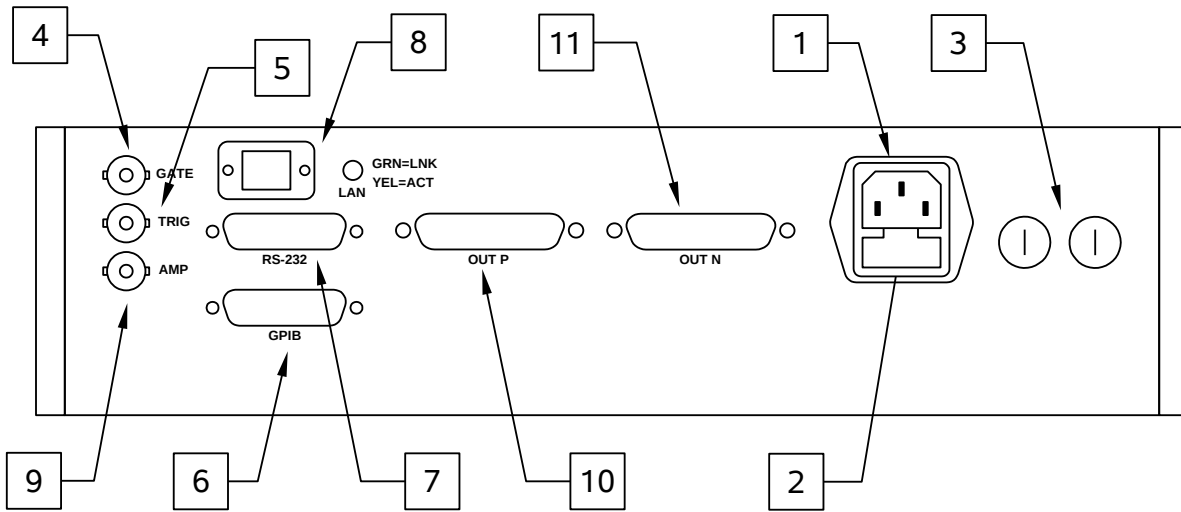 4
5
8
11
1
3
GATE
GRN=LNK
YEL=ACT
LAN
TRIG
RS-232
OUT P
OUT N
AMP
GPIB
9
6
7
10
2